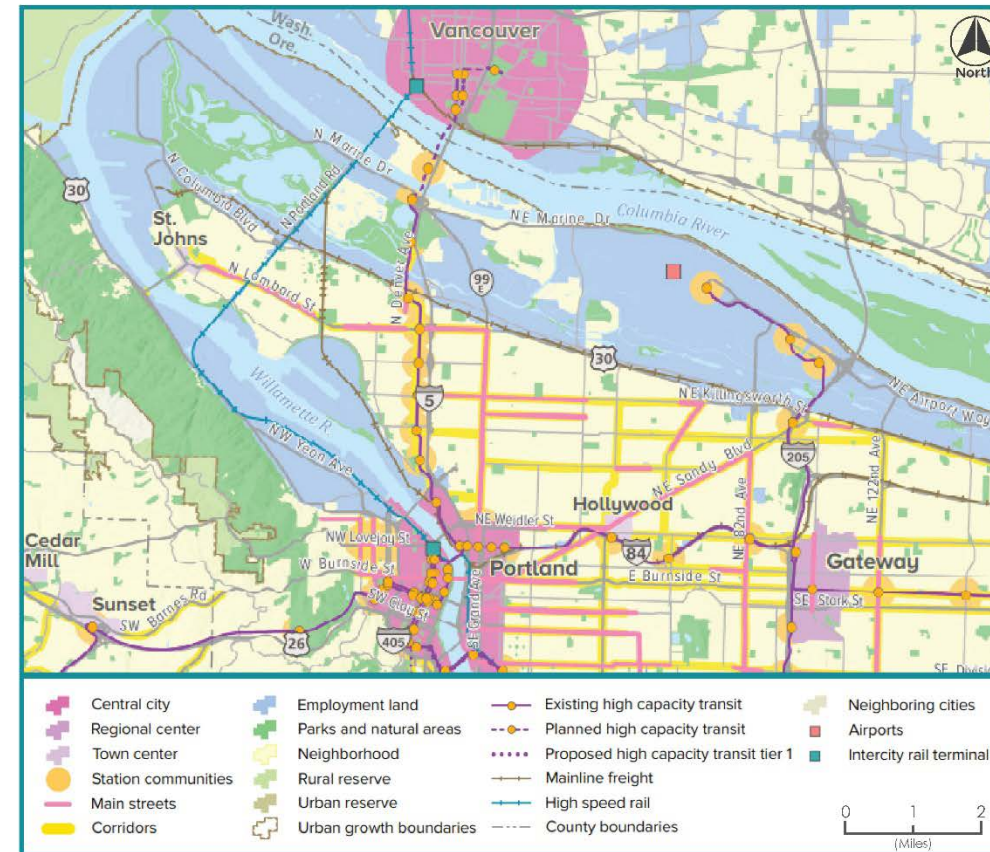 Vancouver
North
Wash.
Ore.
N Marine Dr
N Columbia Blvd
N Portland Rd
30
St.
Johns
N Lombard St
N Denver Ave
NE Marine Dr
Columbia River
99
E
30
5
Willamette R.
NW Yeon Ave
NE Killingsworth St
NE Airport Way
NE Sandy Blvd
205
NE 82nd Ave
NE 122nd Ave
Hollywood
NE Weidler St
NW Lovejoy St
W Burnside St
84
Portland
E Burnside St
Gateway
Cedar
Mill
Sunset
SW Barnes Rd
SW Clay St
SE Grand Ave
SE Stark St
26
405
SE Divisi
Central city
Regional center
Town center
Station communities
Main streets
Corridors
Employment land
Parks and natural areas
Neighborhood
Rural reserve
Urban reserve
Urban growth boundaries
Existing high capacity transit
Planned high capacity transit
Proposed high capacity transit tier 1
Mainline freight
High speed rail
County boundaries
Neighboring cities
Airports
Intercity rail terminal
0 1 2
(Miles)